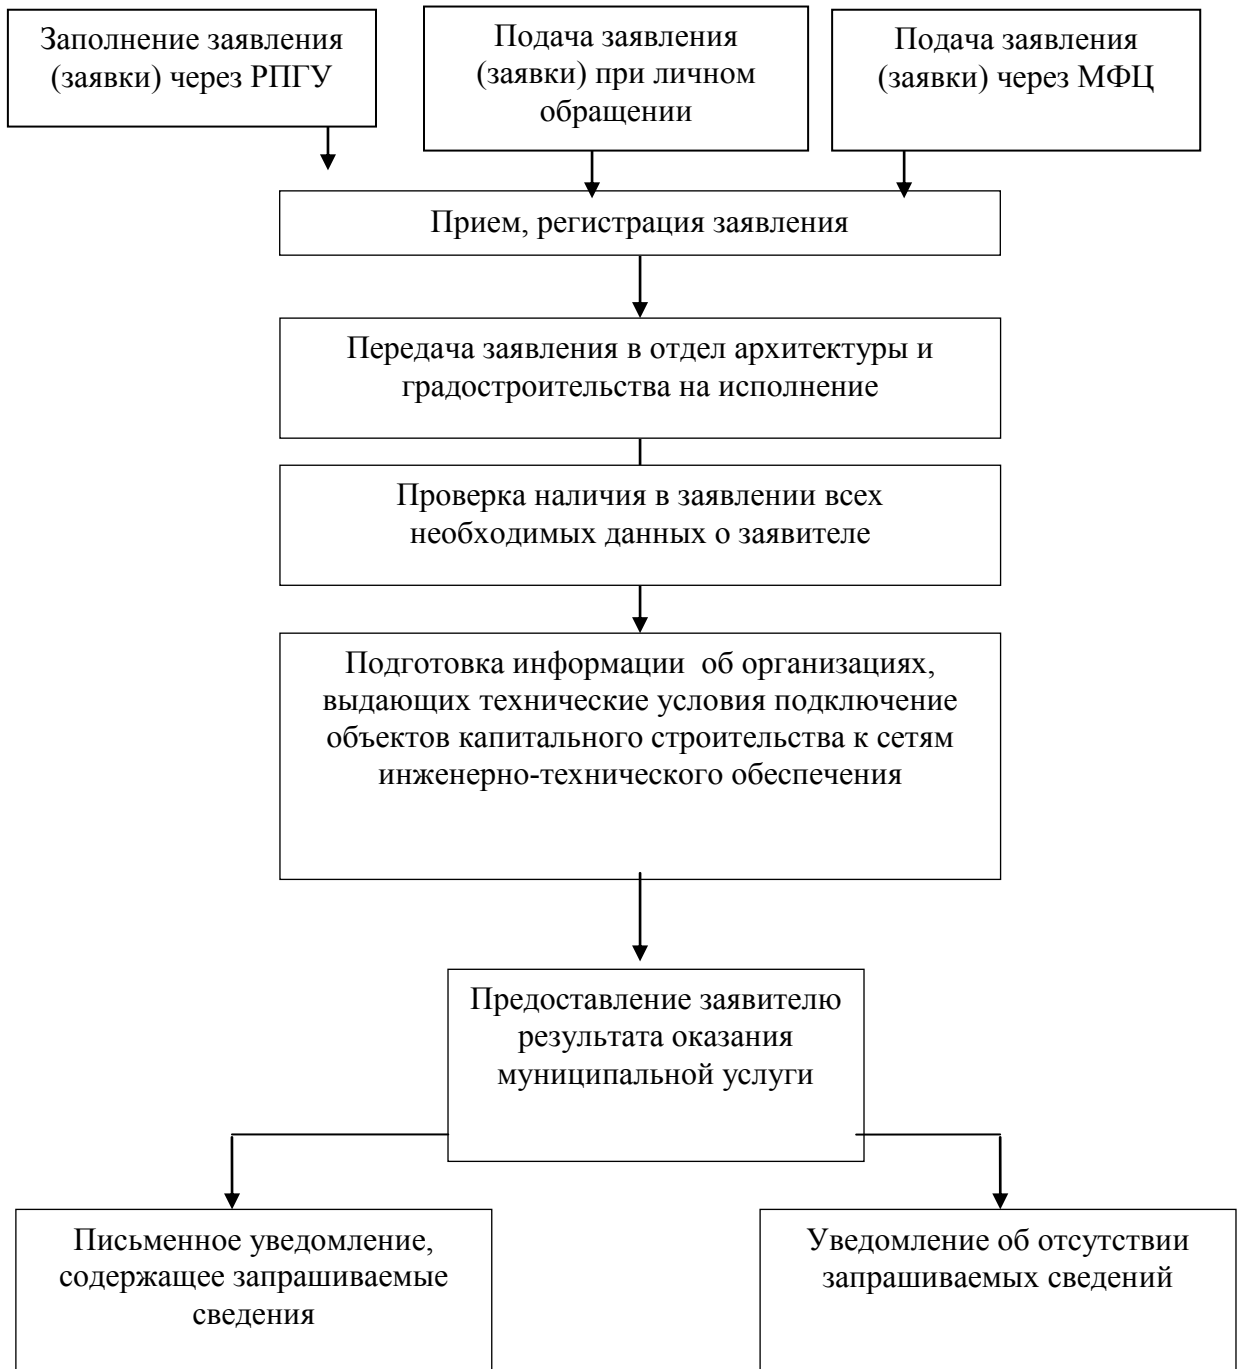 Заполнение заявления
(заявки) через РПГУ
Подача заявления
(заявки) при личном
обращении
Подача заявления
(заявки) через МФЦ
Прием, регистрация заявления
Передача заявления в отдел архитектуры и
градостроительства на исполнение
Проверка наличия в заявлении всех
необходимых данных о заявителе
Подготовка информации  об организациях,
выдающих технические условия подключение
объектов капитального строительства к сетям
инженерно-технического обеспечения
Предоставление заявителю
результата оказания
муниципальной услуги
Письменное уведомление,
содержащее запрашиваемые
сведения
Уведомление об отсутствии
запрашиваемых сведений